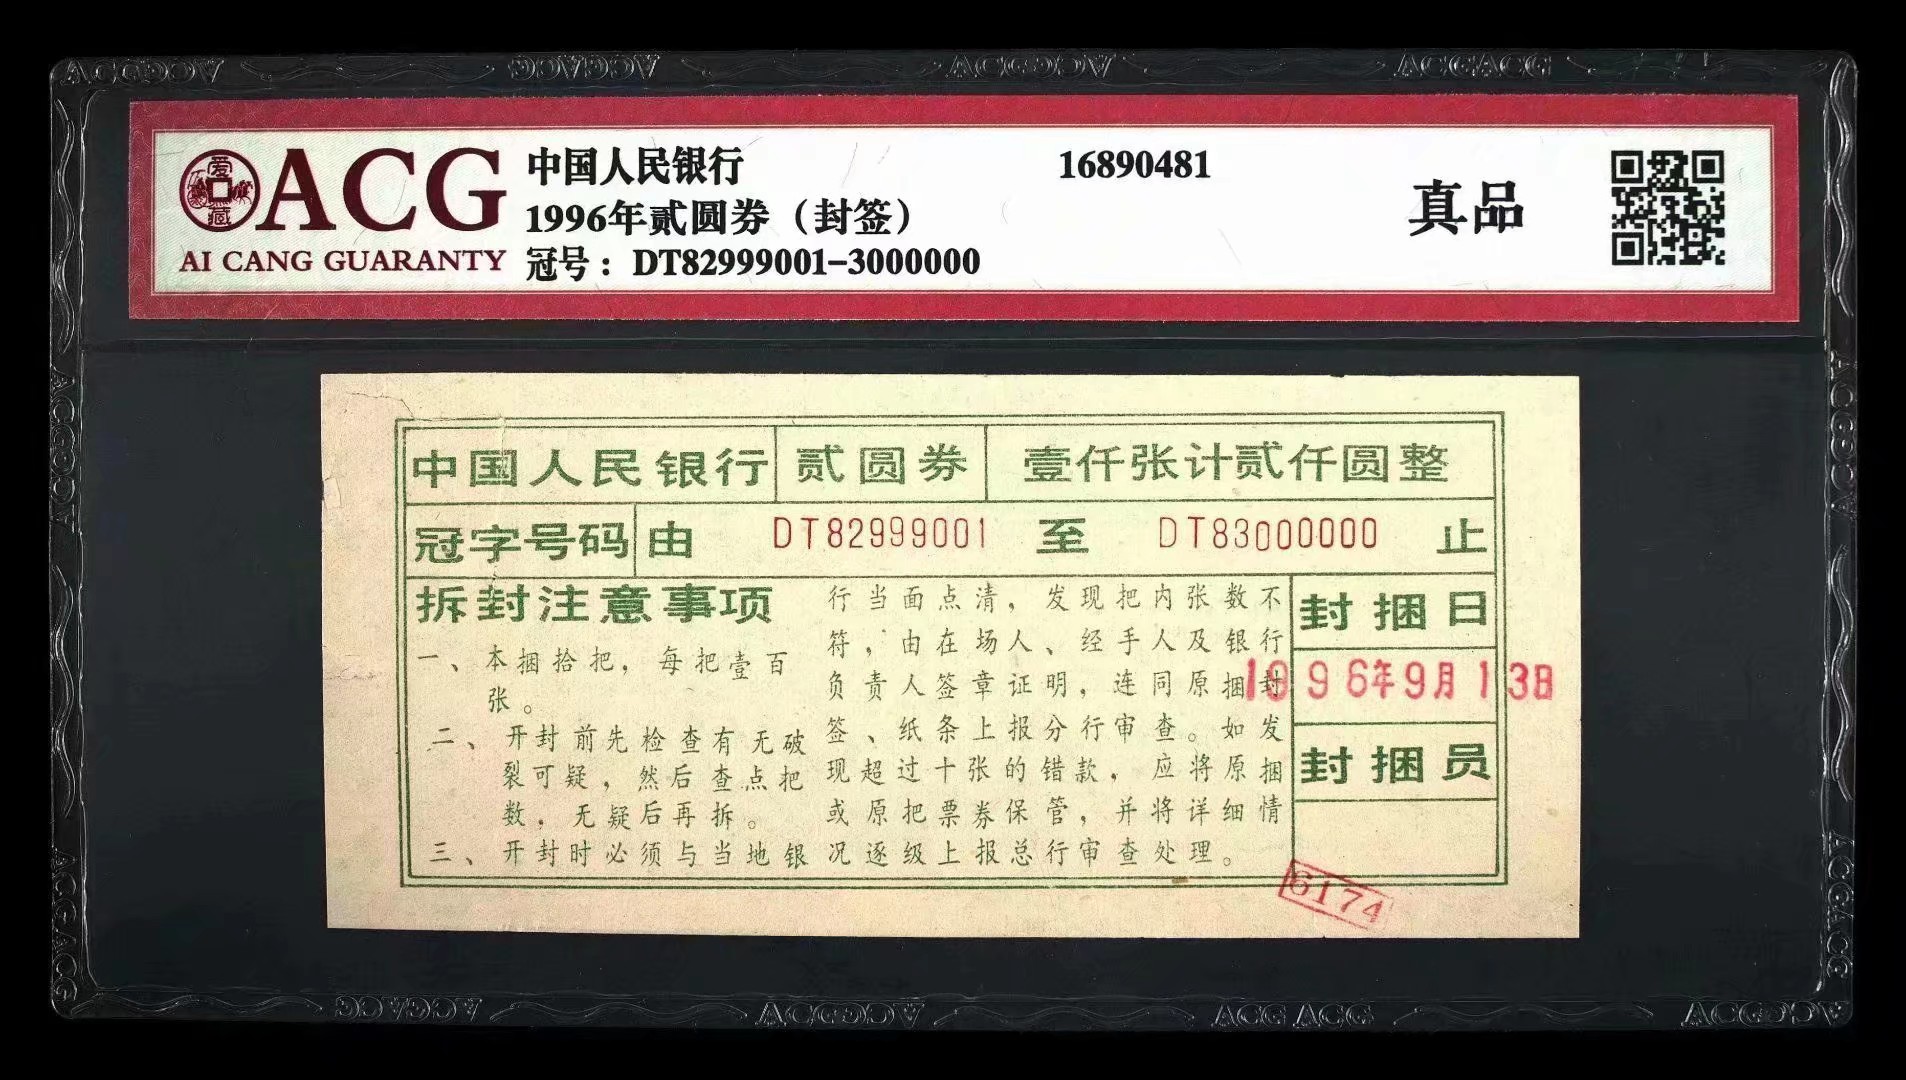 ACG
AI CANG GUARANTY
中国人民银行
1996年贰圆券（封签）
冠号：DT82999001-3000000
16890481
真品
中国人民银行 贰圆券 壹仟张计贰仟圆整
冠字号码 由 DT82999001 至 DT83000000 止
拆封注意事项
一、本捆拾把，每把壹百
张。
二、开封前先检查有无破
裂可疑，然后查点把
数，无疑后再拆。
三、开封时必须与当地银
行当面点清，发现把内张数不
符，由在场人、经手人及银行
负责人签章证明，连同原捆封
签、纸条上报分行审查。如发
现超过十张的错款，应将原捆
或原把票券保管，并将详细情
况逐级上报总行审查处理。
封捆日
1996年9月13日
封捆员
6174